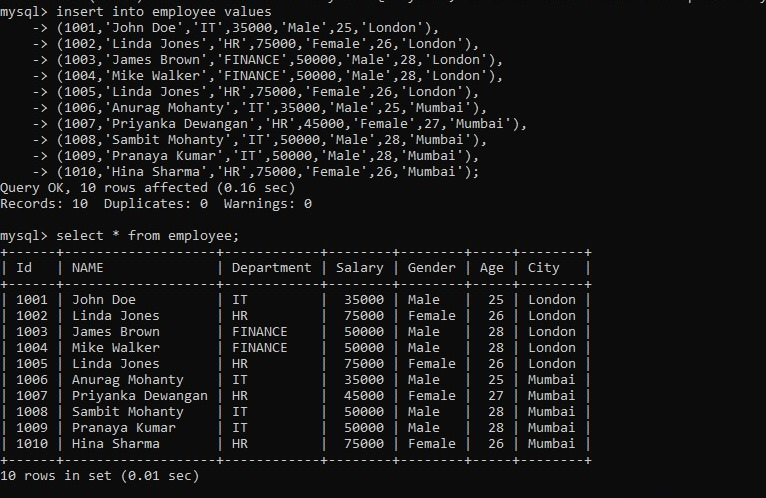 mysql> insert into employee values
    -> (1001,'John Doe','IT',35000,'Male',25,'London'),
    -> (1002,'Linda Jones','HR',75000,'Female',26,'London'),
    -> (1003,'James Brown','FINANCE',50000,'Male',28,'London'),
    -> (1004,'Mike Walker','FINANCE',50000,'Male',28,'London'),
    -> (1005,'Linda Jones','HR',75000,'Female',26,'London'),
    -> (1006,'Anurag Mohanty','IT',35000,'Male',25,'Mumbai'),
    -> (1007,'Priyanka Dewangan','HR',45000,'Female',27,'Mumbai'),
    -> (1008,'Sambit Mohanty','IT',50000,'Male',28,'Mumbai'),
    -> (1009,'Pranaya Kumar','IT',50000,'Male',28,'Mumbai'),
    -> (1010,'Hina Sharma','HR',75000,'Female',26,'Mumbai');
Query OK, 10 rows affected (0.16 sec)
Records: 10  Duplicates: 0  Warnings: 0

mysql> select * from employee;
+------+-------------------+------------+--------+--------+------+--------+
| Id   | NAME              | Department | Salary | Gender | Age  | City   |
+------+-------------------+------------+--------+--------+------+--------+
| 1001 | John Doe          | IT         |  35000 | Male   |   25 | London |
| 1002 | Linda Jones       | HR         |  75000 | Female |   26 | London |
| 1003 | James Brown       | FINANCE    |  50000 | Male   |   28 | London |
| 1004 | Mike Walker       | FINANCE    |  50000 | Male   |   28 | London |
| 1005 | Linda Jones       | HR         |  75000 | Female |   26 | London |
| 1006 | Anurag Mohanty    | IT         |  35000 | Male   |   25 | Mumbai |
| 1007 | Priyanka Dewangan | HR         |  45000 | Female |   27 | Mumbai |
| 1008 | Sambit Mohanty    | IT         |  50000 | Male   |   28 | Mumbai |
| 1009 | Pranaya Kumar     | IT         |  50000 | Male   |   28 | Mumbai |
| 1010 | Hina Sharma       | HR         |  75000 | Female |   26 | Mumbai |
+------+-------------------+------------+--------+--------+------+--------+
10 rows in set (0.01 sec)